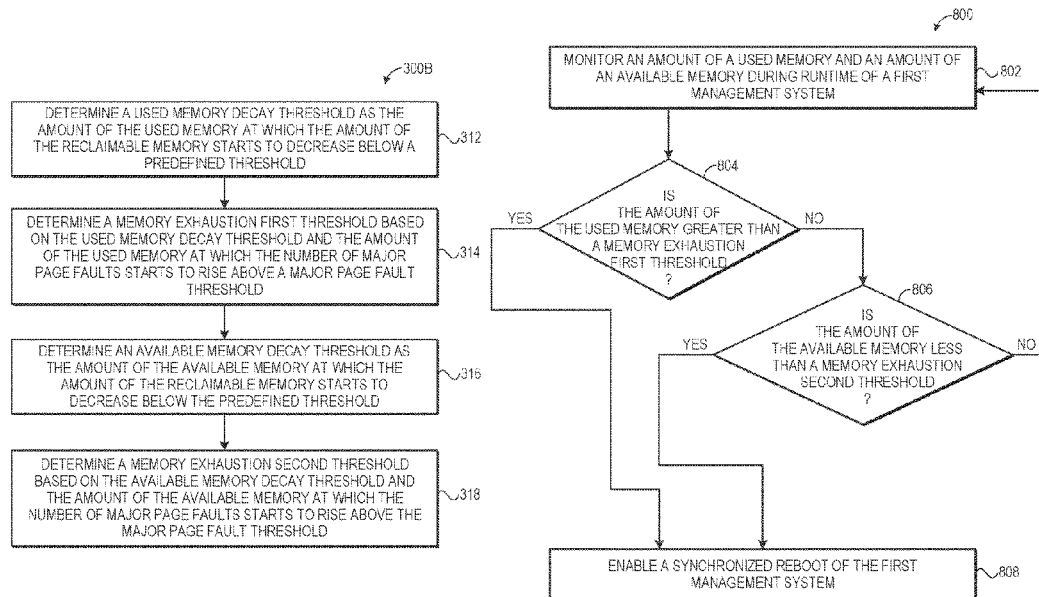 300B
DETERMINE A USED MEMORY DECAY THRESHOLD AS
THE AMOUNT OF THE USED MEMORY AT WHICH THE AMOUNT OF
THE RECLAIMABLE MEMORY STARTS TO DECREASE BELOW A
PREDEFINED THRESHOLD
312
DETERMINE A MEMORY EXHAUSTION FIRST THRESHOLD BASED
ON THE USED MEMORY DECAY THRESHOLD AND THE AMOUNT
OF THE USED MEMORY AT WHICH THE NUMBER OF MAJOR
PAGE FAULTS STARTS TO RISE ABOVE A MAJOR PAGE FAULT
THRESHOLD
314
DETERMINE AN AVAILABLE MEMORY DECAY THRESHOLD AS
THE AMOUNT OF THE AVAILABLE MEMORY AT WHICH THE
AMOUNT OF THE RECLAIMABLE MEMORY STARTS TO
DECREASE BELOW THE PREDEFINED THRESHOLD
316
DETERMINE A MEMORY EXHAUSTION SECOND THRESHOLD
BASED ON THE AVAILABLE MEMORY DECAY THRESHOLD AND
THE AMOUNT OF THE AVAILABLE MEMORY AT WHICH THE
NUMBER OF MAJOR PAGE FAULTS STARTS TO RISE ABOVE THE
MAJOR PAGE FAULT THRESHOLD
318
800
MONITOR AN AMOUNT OF A USED MEMORY AND AN AMOUNT OF
AN AVAILABLE MEMORY DURING RUNTIME OF A FIRST
MANAGEMENT SYSTEM
802
804
IS
THE AMOUNT OF
THE USED MEMORY GREATER THAN
A MEMORY EXHAUSTION
FIRST THRESHOLD
?
YES
NO
806
IS
THE AMOUNT OF
THE AVAILABLE MEMORY LESS
THAN A MEMORY EXHAUSTION
SECOND THRESHOLD
?
YES
NO
ENABLE A SYNCHRONIZED REBOOT OF THE FIRST
MANAGEMENT SYSTEM
808